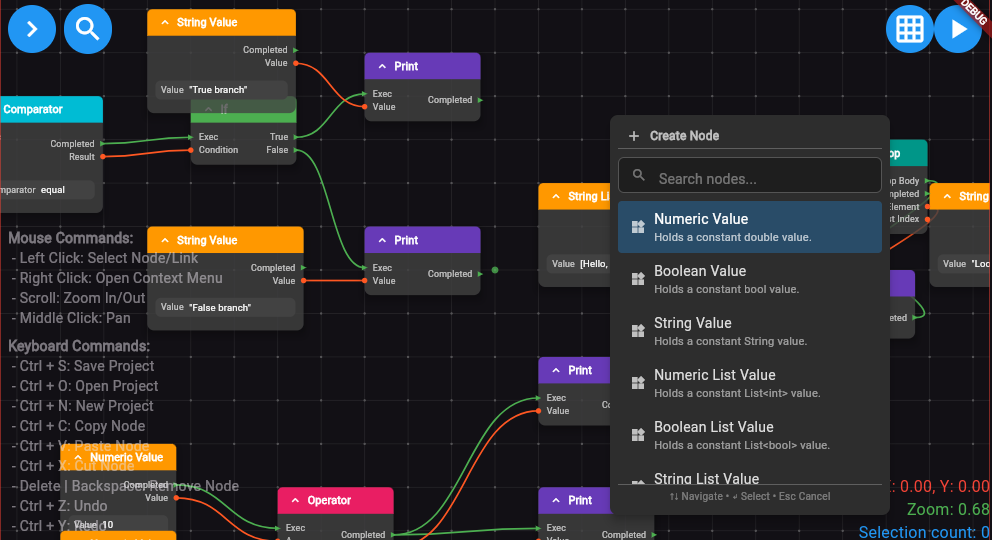 String Value
Completed
Value
Value "True branch"
Print
Exec
Value
Completed
DEBUG
Comparator
Completed
Result
mparator equal
If
Exec
Condition
True
False
String Value
Completed
Value
Value "False branch"
Print
Exec
Value
Completed
Mouse Commands:
- Left Click: Select Node/Link
- Right Click: Open Context Menu
- Scroll: Zoom In/Out
- Middle Click: Pan
Keyboard Commands:
- Ctrl + S: Save Project
- Ctrl + O: Open Project
- Ctrl + N: New Project
- Ctrl + C: Copy Node
- Ctrl + V: Paste Node
- Ctrl + X: Cut Node
- Delete | Backspace: Remove Node
- Ctrl + Z: Undo
- Ctrl + Y: Redo
Numeric Value
Completed
Value
Value 10
Operator
Exec
Completed
String Li
Value [Hello,
Print
Exec
Value
Co
Print
Exec
Completed
Create Node
Search nodes...
Numeric Value
Holds a constant double value.
Boolean Value
Holds a constant bool value.
String Value
Holds a constant String value.
Numeric List Value
Holds a constant List<int> value.
Boolean List Value
Holds a constant List<bool> value.
String List Value
↑↓ Navigate • ↲ Select • Esc Cancel
op
op Body
mpleted
Element
nt Index
String
Value "Loo
eted
X: 0.00, Y: 0.00
Zoom: 0.68
Selection count: 0